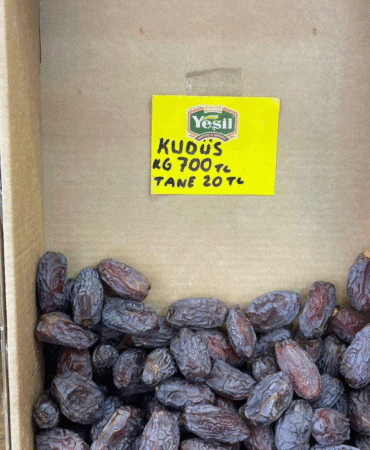 Yeşil
KUDÜS
KG 700 TL
TANE 20 TL